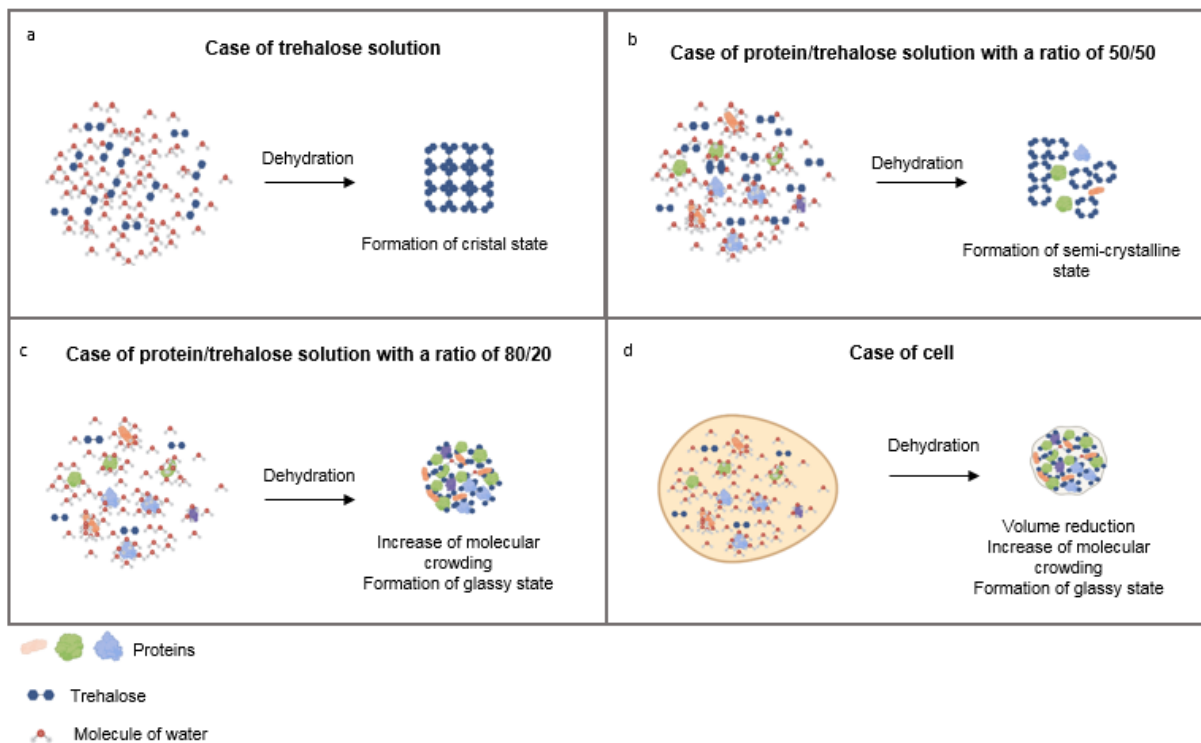 a
Case of trehalose solution
Dehydration
Formation of cristal state
b
Case of protein/trehalose solution with a ratio of 50/50
Dehydration
Formation of semi-crystalline
state
c
Case of protein/trehalose solution with a ratio of 80/20
Dehydration
Increase of molecular
crowding
Formation of glassy state
d
Case of cell
Dehydration
Volume reduction
Increase of molecular
crowding
Formation of glassy state
Proteins
Trehalose
Molecule of water